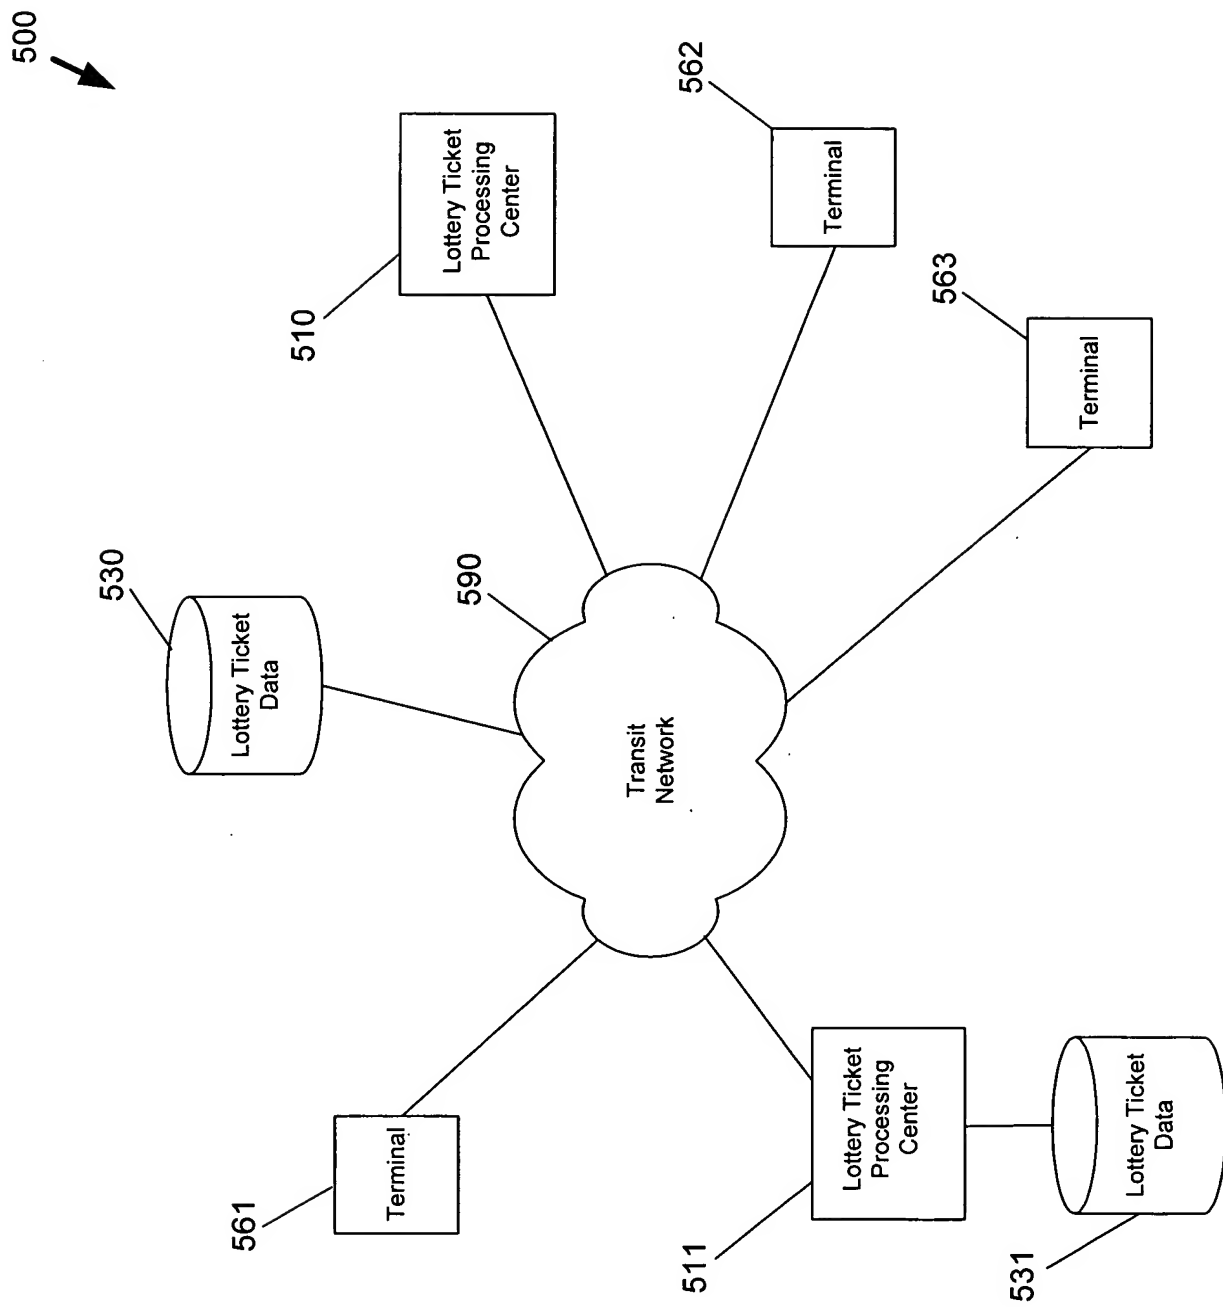 500
530
Lottery Ticket
Data
561
Terminal
590
510
Lottery Ticket
Processing
Center
Transit
Network
562
Terminal
511
Lottery Ticket
Processing
Center
563
Terminal
531
Lottery Ticket
Data